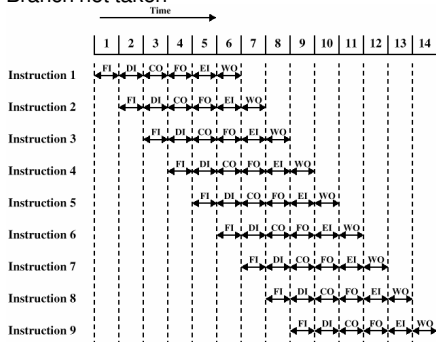 Branch not taken
Time
1 2 3 4 5 6 7 8 9 10 11 12 13 14
Instruction 1 FI DI CO FO EI WO
Instruction 2 FI DI CO FO EI WO
Instruction 3 FI DI CO FO EI WO
Instruction 4 FI DI CO FO EI WO
Instruction 5 FI DI CO FO EI WO
Instruction 6 FI DI CO FO EI WO
Instruction 7 FI DI CO FO EI WO
Instruction 8 FI DI CO FO EI WO
Instruction 9 FI DI CO FO EI WO